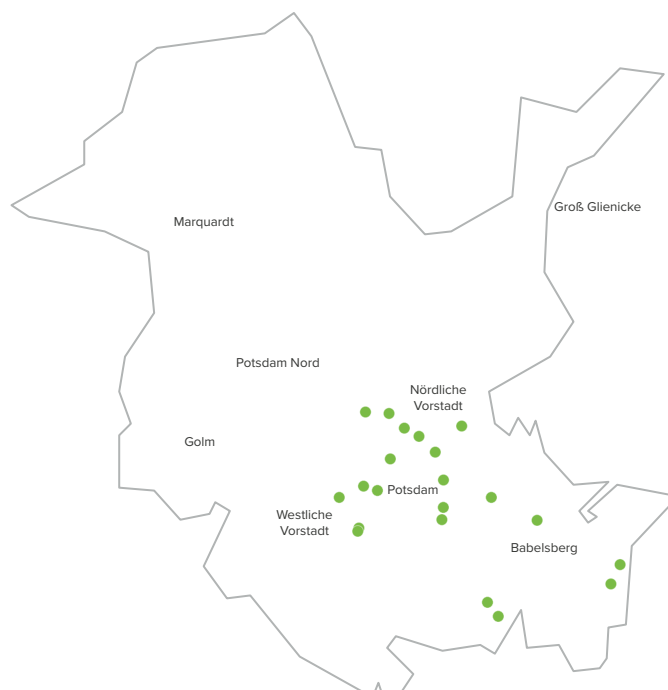 Groß Glienicke
Marquardt
Potsdam Nord
Nördliche
Vorstadt
Golm
Potsdam
Westliche
Vorstadt
Babelsberg